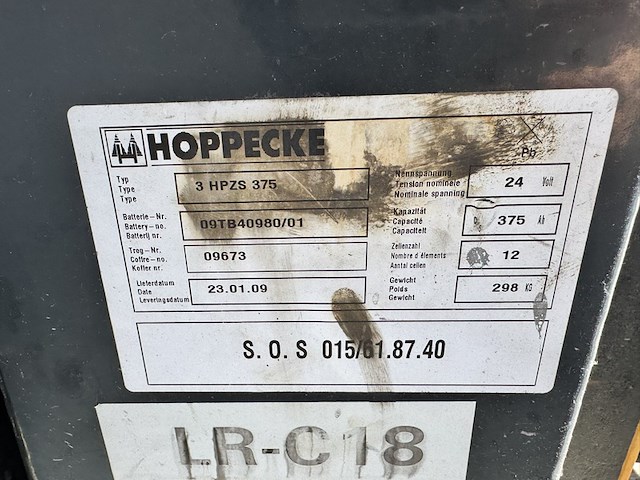 HOPPECKE
Pb
Typ
Type
Type
3 HPZS 375
Nennspannung
Tension nominale
Nominale spanning
24 Volt
Batterie-Nr.
Battery-no.
Batterij nr.
09TB40980/01
Kapazität
Capacité
Capaciteit
375 Ah
Trog-Nr.
Coffre-no.
Koffer nr.
09673
Zellenzahl
Nombre d'éléments
Aantal cellen
12
Lieferdatum
Date
Leveringsdatum
23.01.09
Gewicht
Poids
Gewicht
298 KG
S.O.S 015/61.87.40
LR-C18